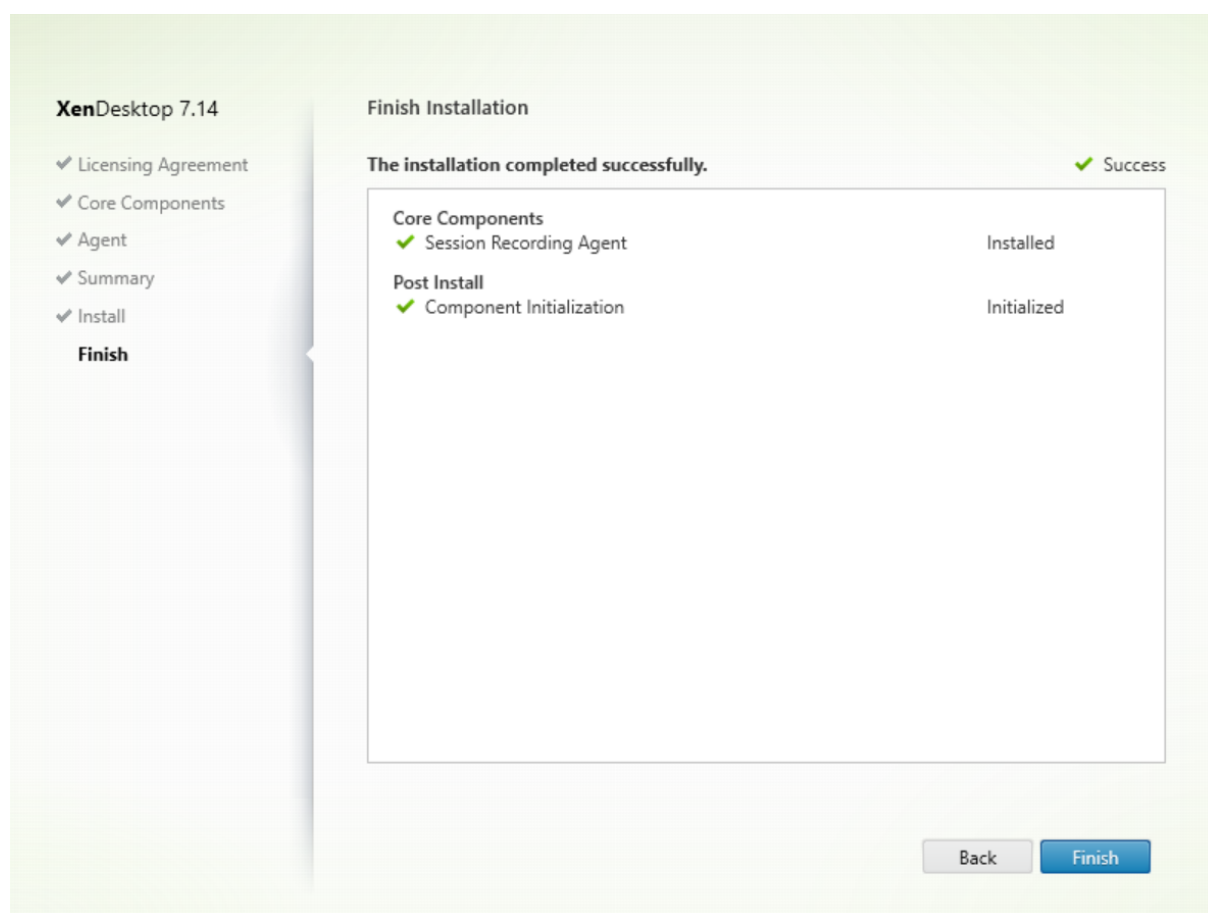 XenDesktop 7.14
Licensing Agreement
Core Components
Agent
Summary
Install
Finish
Finish Installation
The installation completed successfully.
Success
Core Components
Session Recording Agent Installed
Post Install
Component Initialization Initialized
Back Finish